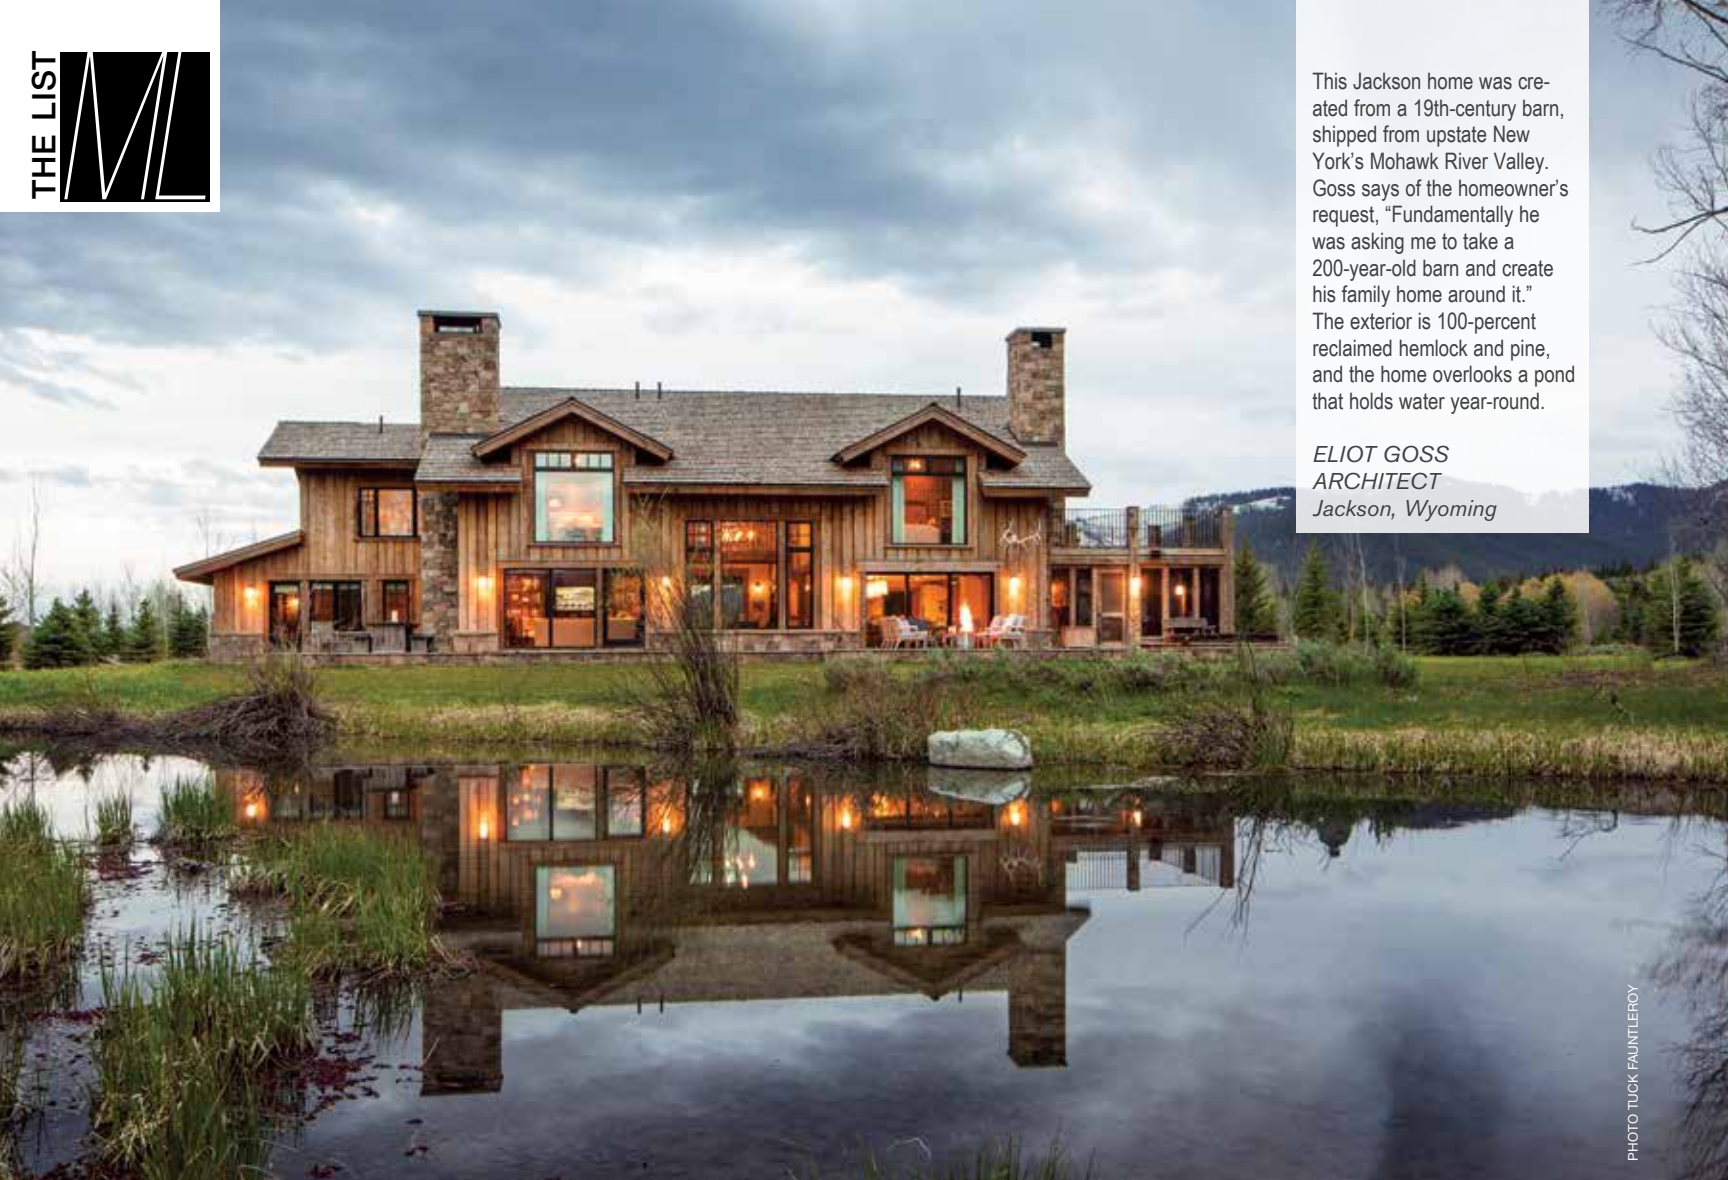 THE LIST
ML
This Jackson home was cre-
ated from a 19th-century barn,
shipped from upstate New
York’s Mohawk River Valley.
Goss says of the homeowner’s
request, “Fundamentally he
was asking me to take a
200-year-old barn and create
his family home around it.”
The exterior is 100-percent
reclaimed hemlock and pine,
and the home overlooks a pond
that holds water year-round.
ELIOT GOSS
ARCHITECT
Jackson, Wyoming
PHOTO TUCK FAUNTLEROY